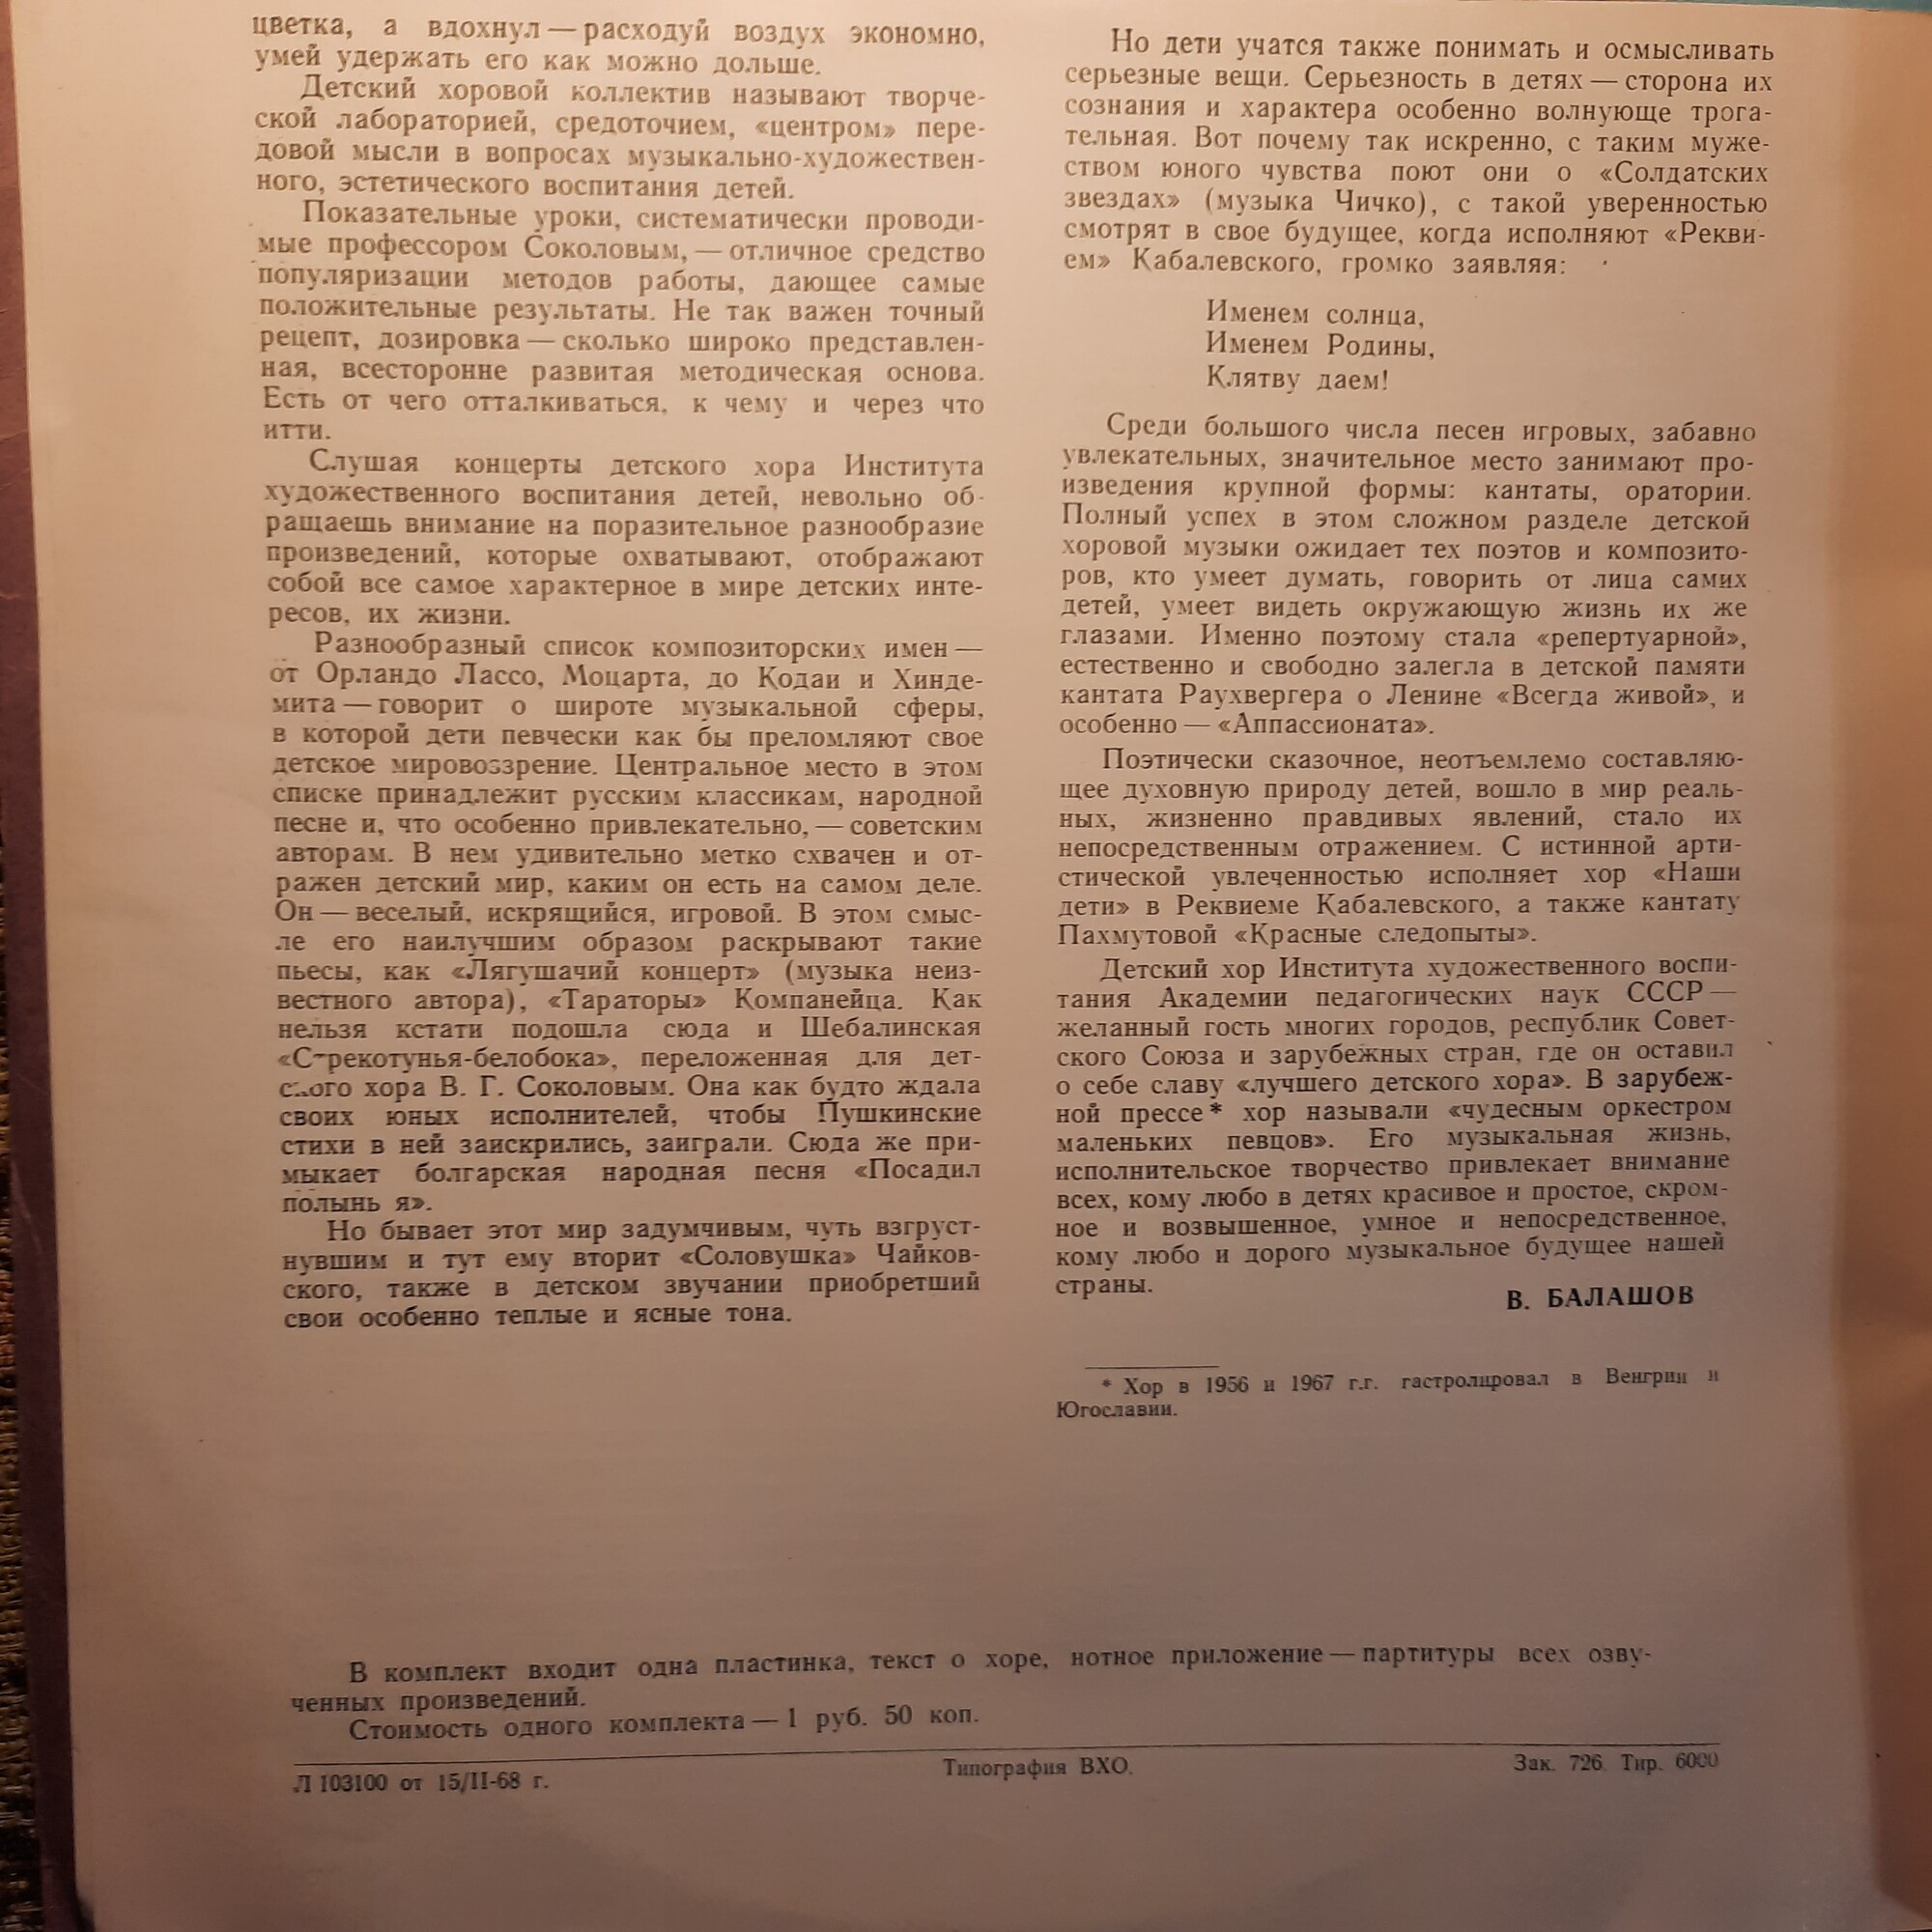 цветка, а вдохнул — расходуй воздух экономно,
умей удержать его как можно дольше.
Детский хоровой коллектив называют творче-
ской лабораторией, средоточием, «центром» пере-
довой мысли в вопросах музыкально-художествен-
ного, эстетического воспитания детей.
Показательные уроки, систематически проводи-
мые профессором Соколовым, — отличное средство
популяризации методов работы, дающее самые
положительные результаты. Не так важен точный
рецепт, дозировка — сколько широко представлен-
ная, всесторонне развитая методическая основа.
Есть от чего отталкиваться, к чему и через что
итти.
Слушая концерты детского хора Института
художественного воспитания детей, невольно об-
ращаешь внимание на поразительное разнообразие
произведений, которые охватывают, отображают
собой все самое характерное в мире детских инте-
ресов, их жизни.
Разнообразный список композиторских имен —
от Орландо Лассо, Моцарта, до Кодаи и Хинде-
мита — говорит о широте музыкальной сферы,
в которой дети певчески как бы преломляют свое
детское мировоззрение. Центральное место в этом
списке принадлежит русским классикам, народной
песне и, что особенно привлекательно, — советским
авторам. В нем удивительно метко схвачен и от-
ражен детский мир, каким он есть на самом деле.
Он — веселый, искрящийся, игровой. В этом смыс-
ле его наилучшим образом раскрывают такие
пьесы, как «Лягушачий концерт» (музыка неиз-
вестного автора), «Тараторы» Компанейца. Как
нельзя кстати подошла сюда и Шебалинская
«Стрекотунья-белобока», переложенная для дет-
ского хора В. Г. Соколовым. Она как будто ждала
своих юных исполнителей, чтобы Пушкинские
стихи в ней заискрились, заиграли. Сюда же при-
мыкает болгарская народная песня «Посадил
полынь я».
Но бывает этот мир задумчивым, чуть взгруст-
нувшим и тут ему вторит «Соловушка» Чайков-
ского, также в детском звучании приобретший
свои особенно теплые и ясные тона.
Но дети учатся также понимать и осмысливать
серьезные вещи. Серьезность в детях — сторона их
сознания и характера особенно волнующе трога-
тельная. Вот почему так искренно, с таким муже-
ством юного чувства поют они о «Солдатских
звездах» (музыка Чичко), с такой уверенностью
смотрят в свое будущее, когда исполняют «Рекви-
ем» Кабалевского, громко заявляя:
Именем солнца,
Именем Родины,
Клятву даем!
Среди большого числа песен игровых, забавно
увлекательных, значительное место занимают про-
изведения крупной формы: кантаты, оратории.
Полный успех в этом сложном разделе детской
хоровой музыки ожидает тех поэтов и композито-
ров, кто умеет думать, говорить от лица самих
детей, умеет видеть окружающую жизнь их же
глазами. Именно поэтому стала «репертуарной»,
естественно и свободно залегла в детской памяти
кантата Раухвергера о Ленине «Всегда живой», и
особенно — «Аппассионата».
Поэтически сказочное, неотъемлемо составляю-
щее духовную природу детей, вошло в мир реаль-
ных, жизненно правдивых явлений, стало их
непосредственным отражением. С истинной арти-
стической увлеченностью исполняет хор «Наши
дети» в Реквиеме Кабалевского, а также кантату
Пахмутовой «Красные следопыты».
Детский хор Института художественного воспи-
тания Академии педагогических наук СССР —
желанный гость многих городов, республик Совет-
ского Союза и зарубежных стран, где он оставил
о себе славу «лучшего детского хора». В зарубеж-
ной прессе* хор называли «чудесным оркестром
маленьких певцов». Его музыкальная жизнь,
исполнительское творчество привлекает внимание
всех, кому любо в детях красивое и простое, скром-
ное и возвышенное, умное и непосредственное,
кому любо и дорого музыкальное будущее нашей
страны.
В. БАЛАШОВ
* Хор в 1956 и 1967 г.г. гастролировал в Венгрии и
Югославии.
В комплект входит одна пластинка, текст о хоре, нотное приложение — партитуры всех озву-
ченных произведений.
Стоимость одного комплекта — 1 руб. 50 коп.
Л 103100 от 15/II-68 г. Типография ВХО. Зак. 726. Тир. 6000